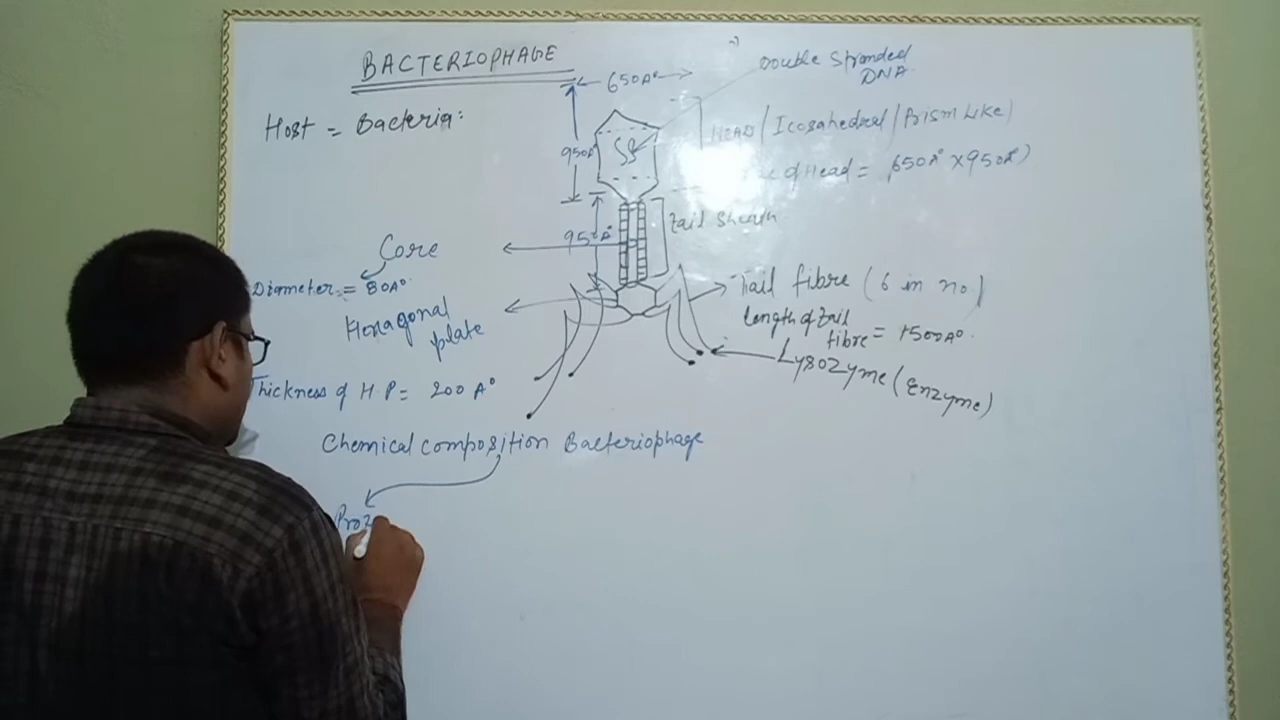 BACTERIOPHAGE
Host = Bacteria:
650A°
Double Stranded
DNA
950A°
HEAD/Icosahedral/Prism Like)
of Head = 650A° X 950A°)
Tail Sheath
950A°
Core
Diameter = 80A°
Hexagonal
plate
Tail fibre (6 in no)
length of tail
fibre = 1500A°
Lysozyme (Enzyme)
Thickness of H P = 200 A°
Chemical composition Bacteriophage
Prot